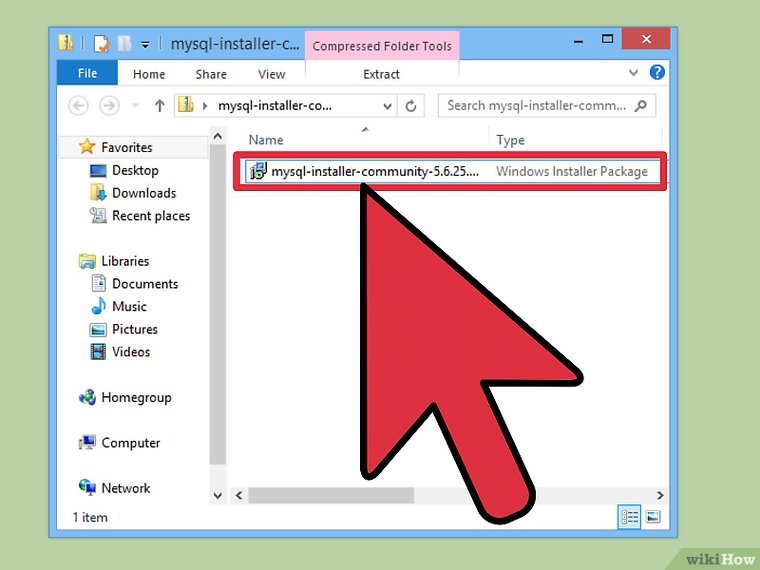 mysql-installer-c...
Compressed Folder Tools
File
Home
Share
View
Extract
mysql-installer-co...
Search mysql-installer-comm...
Name
Type
Favorites
mysql-installer-community-5.6.25....
Windows Installer Package
Desktop
Downloads
Recent places
Libraries
Documents
Music
Pictures
Videos
Homegroup
Computer
Network
1 item
wikiHow